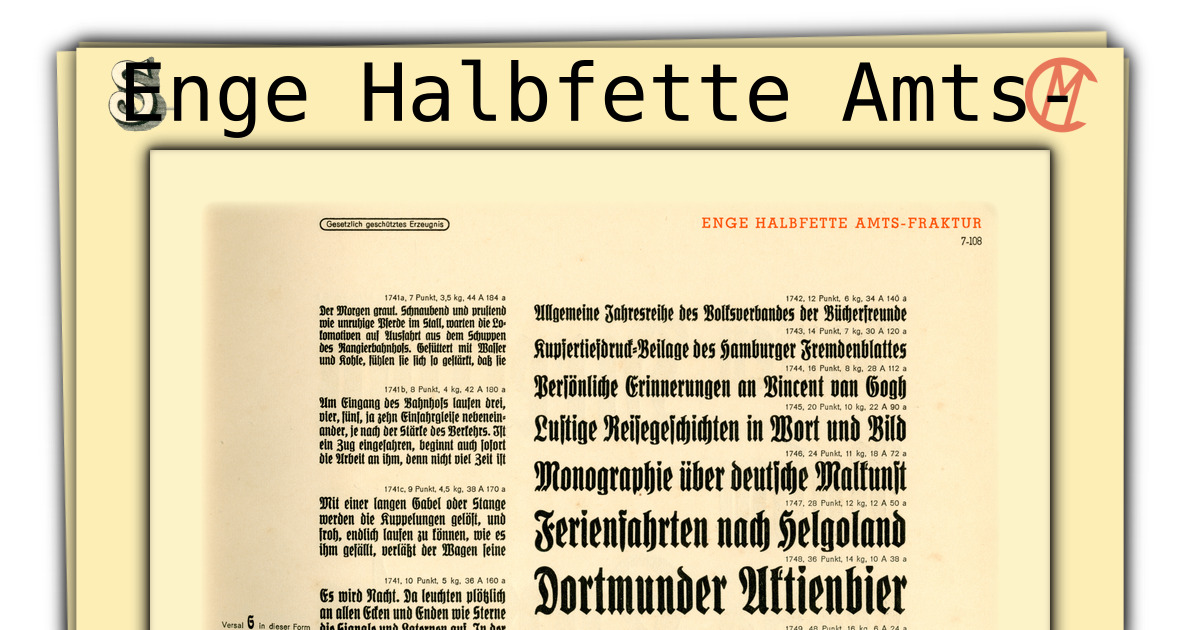 Enge Halbfette Amts-
Gesetzlich geschütztes Erzeugnis
ENGE HALBFETTE AMTS-FRAKTUR
7-108
1741a, 7 Punkt, 3,5 kg, 44 A 184 a
Der Morgen graut. Schnaubend und prustend
wie unruhige Pferde im Stall, warten die Lo-
komotiven auf Ausfahrt aus dem Schuppen
des Rangierbahnhofs. Gefüttert mit Wasser
und Kohle, fühlen sie sich so gestärkt, daß sie
1741b, 8 Punkt, 4 kg, 42 A 180 a
Am Eingang des Bahnhofs laufen drei,
vier, fünf, ja zehn Einfahrgleise nebenein-
ander, je nach der Stärke des Verkehrs. Ist
ein Zug eingefahren, beginnt auch sofort
die Arbeit an ihm, denn nicht viel Zeit ist
1741c, 9 Punkt, 4,5 kg, 38 A 170 a
Mit einer langen Gabel oder Stange
werden die Kuppelungen gelöst, und
froh, endlich laufen zu können, wie es
ihm gefällt, verläßt der Wagen seine
1741, 10 Punkt, 5 kg, 36 A 160 a
Es wird Nacht. Da leuchten plötzlich
an allen Ecken und Enden wie Sterne
die Signale und Laternen auf. In der
Versal G in dieser Form
1742, 12 Punkt, 6 kg, 34 A 140 a
Allgemeine Jahresreihe des Volksverbandes der Bücherfreunde
1743, 14 Punkt, 7 kg, 30 A 120 a
Kupfertiefdruck-Beilage des Hamburger Fremdenblattes
1744, 16 Punkt, 8 kg, 28 A 112 a
Persönliche Erinnerungen an Vincent van Gogh
1745, 20 Punkt, 10 kg, 22 A 90 a
Lustige Reisegeschichten in Wort und Bild
1746, 24 Punkt, 11 kg, 18 A 72 a
Monographie über deutsche Malkunst
1747, 28 Punkt, 12 kg, 12 A 50 a
Ferienfahrten nach Helgoland
1748, 36 Punkt, 14 kg, 10 A 38 a
Dortmunder Aktienbier
1749, 48 Punkt, 16 kg, 6 A 24 a